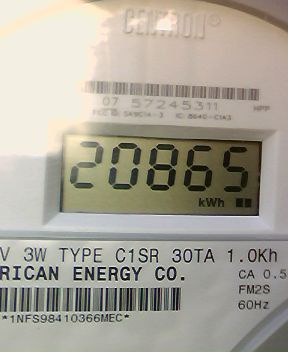 CENTRON®
07 57245311
20865
kWh
V 3W TYPE C1SR 30TA 1.0Kh
RICAN ENERGY CO.
CA 0.5
FM2S
60Hz
*1NFS98410366MEC*